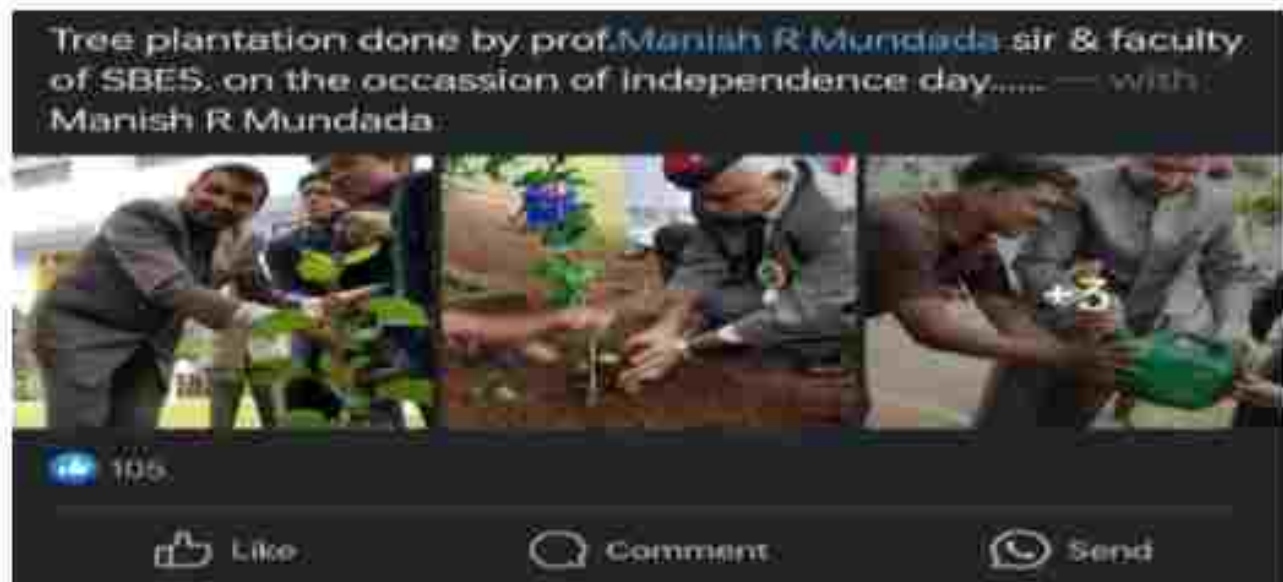 Tree plantation done by prof.Manish R Mundada sir & faculty
of SBES. on the occassion of independence day...... — with
Manish R Mundada
+3
105
Like
Comment
Send